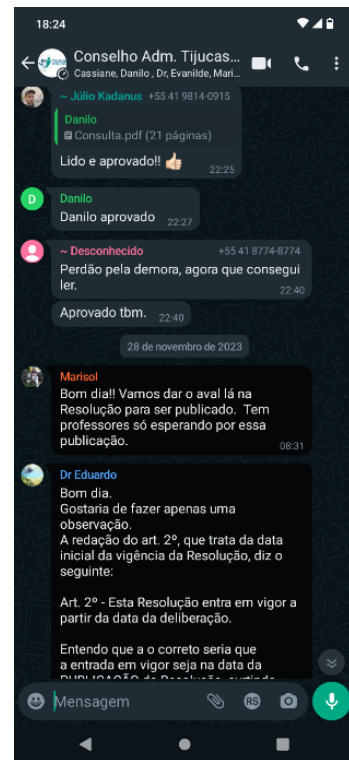 18:24
Conselho Adm. Tijucas...
Cassiane, Danilo , Dr, Evanilde, Mari...
~ Júlio Kadanus +55 41 9814-0915
Danilo
Consulta.pdf (21 páginas)
Lido e aprovado!! 👍🏻
22:25
D
Danilo
Danilo aprovado 22:27
~ Desconhecido +55 41 8774-8774
Perdão pela demora, agora que consegui
ler.
22:40
Aprovado tbm. 22:40
28 de novembro de 2023
Marisol
Bom dia!! Vamos dar o aval lá na
Resolução para ser publicado. Tem
professores só esperando por essa
publicação.
08:31
Dr Eduardo
Bom dia.
Gostaria de fazer apenas uma
observação.
A redação do art. 2º, que trata da data
inicial da vigência da Resolução, diz o
seguinte:
Art. 2º - Esta Resolução entra em vigor a
partir da data da deliberação.
Entendo que a o correto seria que
a entrada em vigor seja na data da
PUBLICAÇÃO da Resolução, surtindo
Mensagem
RS